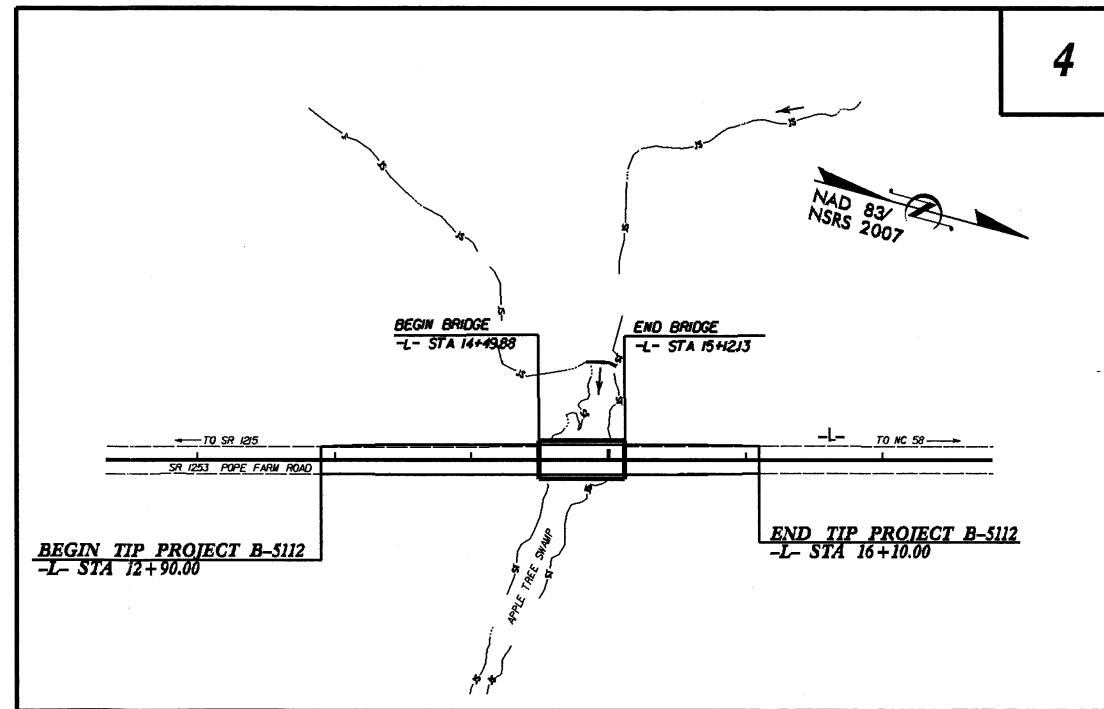 4
NAD 83/
NSRS 2007
BEGIN BRIDGE
-L- STA 14+49.88
END BRIDGE
-L- STA 15+12.13
TO SR 1215
-L-
TO NC 58
SR 1253 POPE FARM ROAD
BEGIN TIP PROJECT B-5112
-L- STA 12+90.00
END TIP PROJECT B-5112
-L- STA 16+10.00
APPLE TREE SWAMP